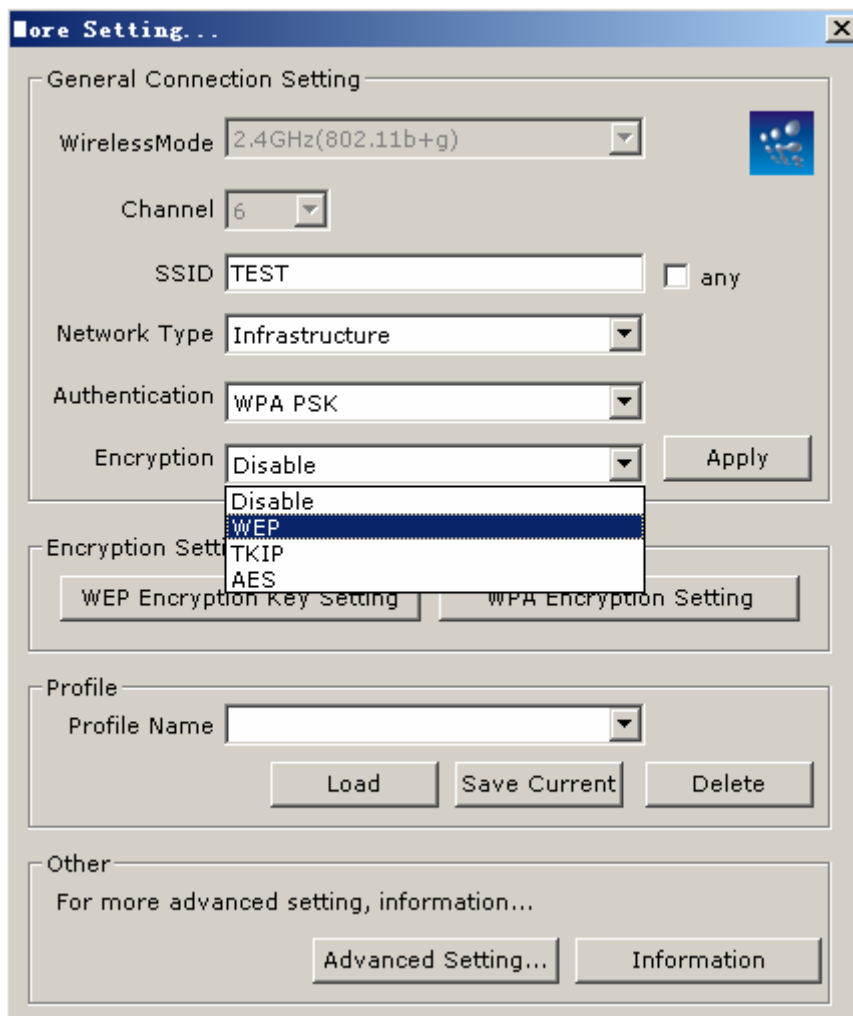 More Setting...
General Connection Setting
WirelessMode 2.4GHz(802.11b+g)
Channel 6
SSID TEST any
Network Type Infrastructure
Authentication WPA PSK
Encryption Disable Apply
Disable
WEP
Encryption Setti
TKIP
AES
WEP Encryption Key Setting WPA Encryption Setting
Profile
Profile Name
Load Save Current Delete
Other
For more advanced setting, information...
Advanced Setting... Information